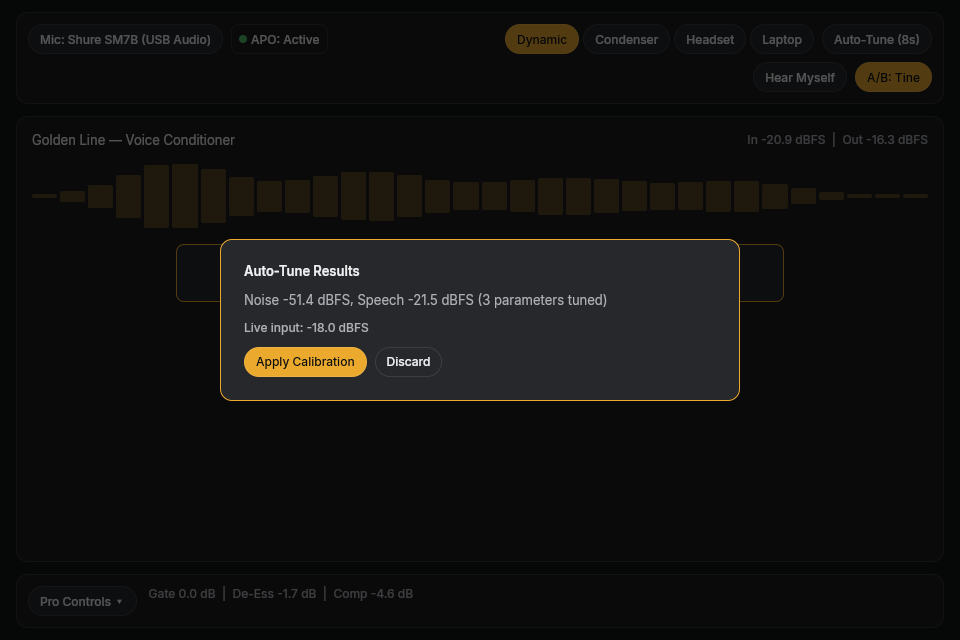 Mic: Shure SM7B (USB Audio)
APO: Active
Dynamic
Condenser
Headset
Laptop
Auto-Tune (8s)
Hear Myself
A/B: Tine
Golden Line — Voice Conditioner
In -20.9 dBFS | Out -16.3 dBFS
Auto-Tune Results
Noise -51.4 dBFS, Speech -21.5 dBFS (3 parameters tuned)
Live input: -18.0 dBFS
Apply Calibration
Discard
Pro Controls ▾
Gate 0.0 dB | De-Ess -1.7 dB | Comp -4.6 dB